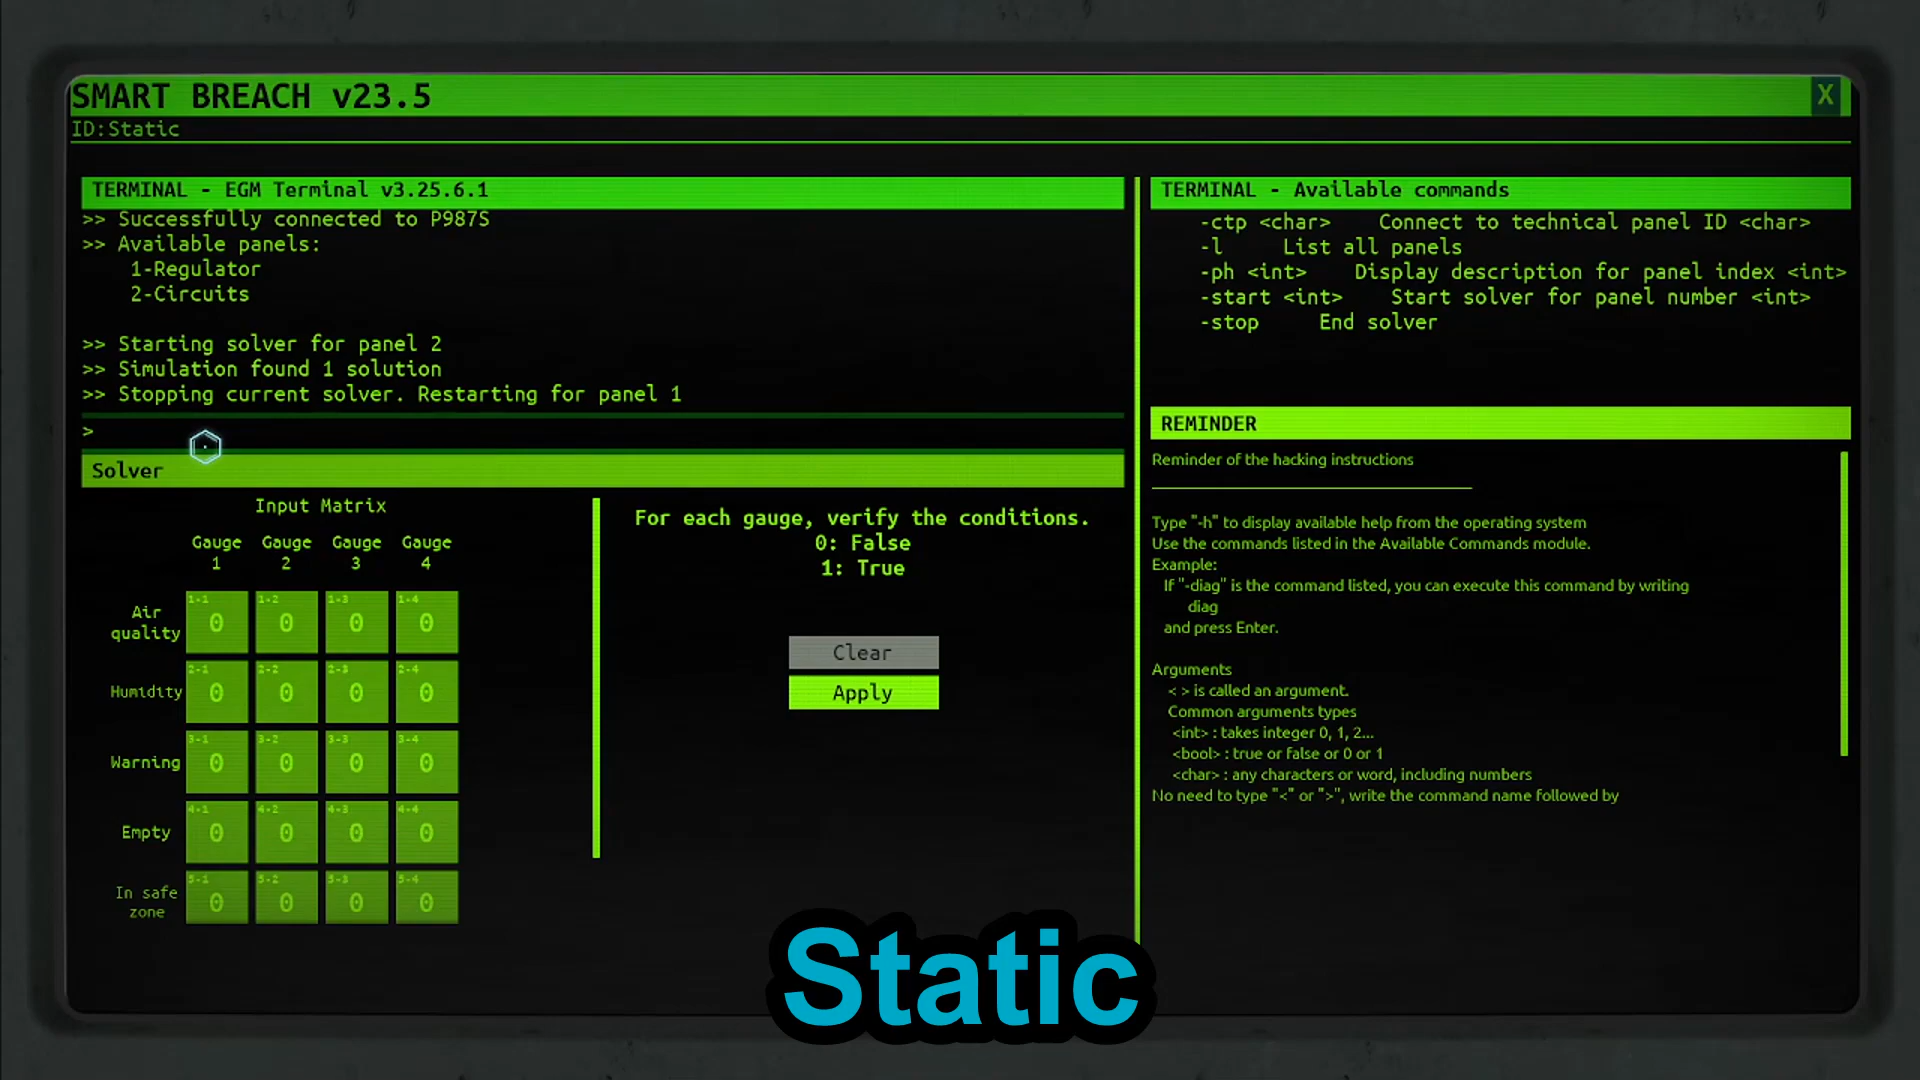 SMART BREACH v23.5
X
ID:Static
TERMINAL - EGM Terminal v3.25.6.1
>> Successfully connected to P987S
>> Available panels:
1-Regulator
2-Circuits
>> Starting solver for panel 2
>> Simulation found 1 solution
>> Stopping current solver. Restarting for panel 1
>
Solver
Input Matrix
Gauge 1 Gauge 2 Gauge 3 Gauge 4
Air quality
1-1 0 1-2 0 1-3 0 1-4 0
Humidity
2-1 0 2-2 0 2-3 0 2-4 0
Warning
3-1 0 3-2 0 3-3 0 3-4 0
Empty
4-1 0 4-2 0 4-3 0 4-4 0
In safe zone
5-1 0 5-2 0 5-3 0 5-4 0
For each gauge, verify the conditions.
0: False
1: True
Clear
Apply
TERMINAL - Available commands
-ctp <char> Connect to technical panel ID <char>
-l List all panels
-ph <int> Display description for panel index <int>
-start <int> Start solver for panel number <int>
-stop End solver
REMINDER
Reminder of the hacking instructions
Type "-h" to display available help from the operating system
Use the commands listed in the Available Commands module.
Example:
If "-diag" is the command listed, you can execute this command by writing
diag
and press Enter.
Arguments
< > is called an argument.
Common arguments types
<int> : takes integer 0, 1, 2...
<bool> : true or false or 0 or 1
<char> : any characters or word, including numbers
No need to type "<" or ">", write the command name followed by
Static